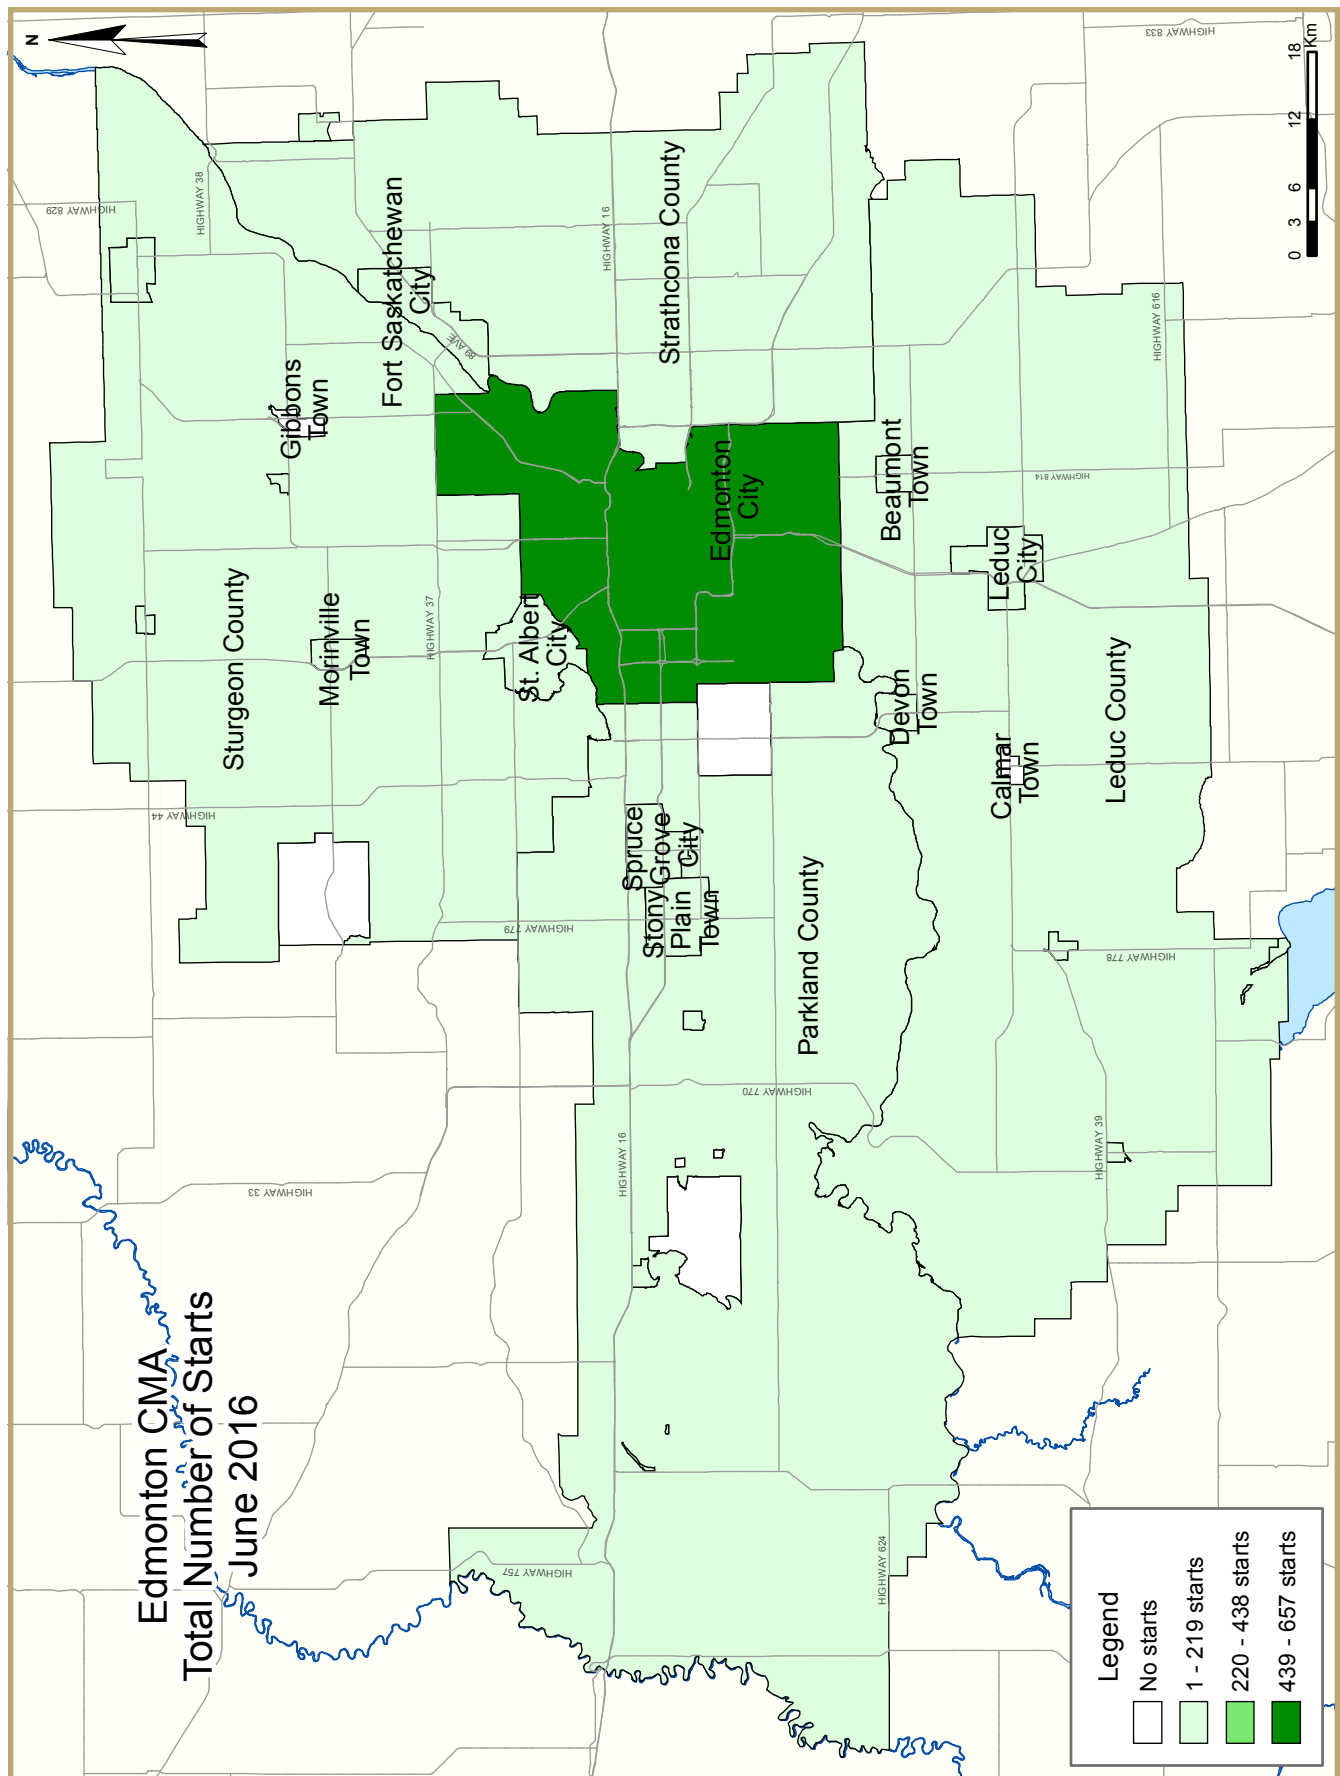 Edmonton CMA
Total Number of Starts
June 2016
N
HIGHWAY 829
HIGHWAY 38
HIGHWAY 833
HIGHWAY 16
HIGHWAY 44
HIGHWAY 37
HIGHWAY 779
HIGHWAY 33
HIGHWAY 757
HIGHWAY 16
HIGHWAY 770
HIGHWAY 624
HIGHWAY 39
HIGHWAY 778
HIGHWAY 814
HIGHWAY 616
89 AVE
Sturgeon County
Gibbons
Town
Fort Saskatchewan
City
Morinville
Town
St. Albert
City
Strathcona County
Edmonton
City
Spruce
Grove
City
Stony
Plain
Town
Parkland County
Beaumont
Town
Devon
Town
Leduc
City
Calmar
Town
Leduc County
Legend
No starts
1 - 219 starts
220 - 438 starts
439 - 657 starts
0 3 6 12 18
Km